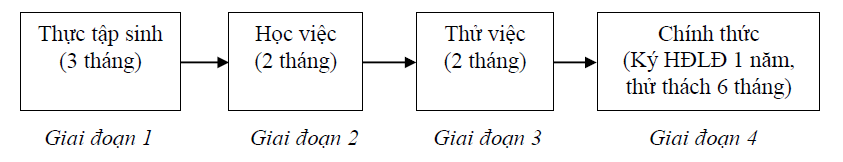 Thực tập sinh
(3 tháng)
Học việc
(2 tháng)
Thử việc
(2 tháng)
Chính thức
(Ký HĐLĐ 1 năm,
thử thách 6 tháng)
Giai đoạn 1
Giai đoạn 2
Giai đoạn 3
Giai đoạn 4